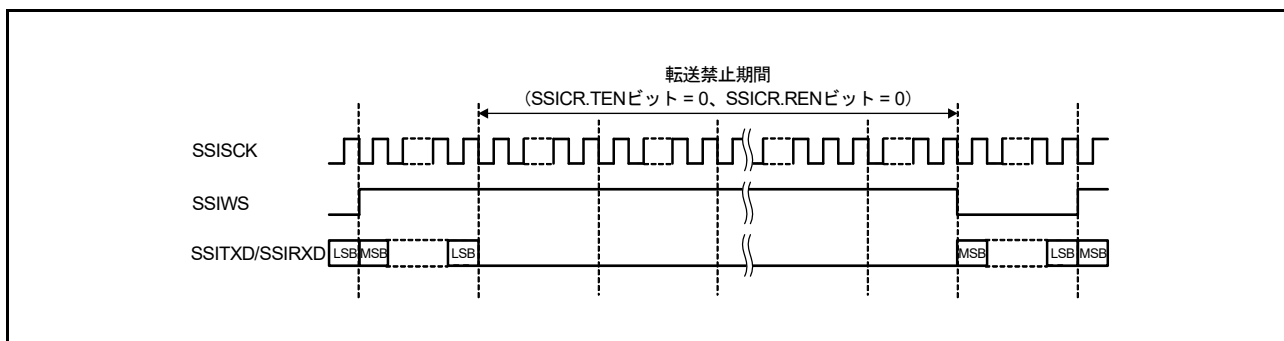 転送禁止期間
（SSICR.TENビット = 0、SSICR.RENビット = 0）
SSISCK
SSIWS
SSITXD/SSIRXD LSB MSB LSB MSB LSB MSB